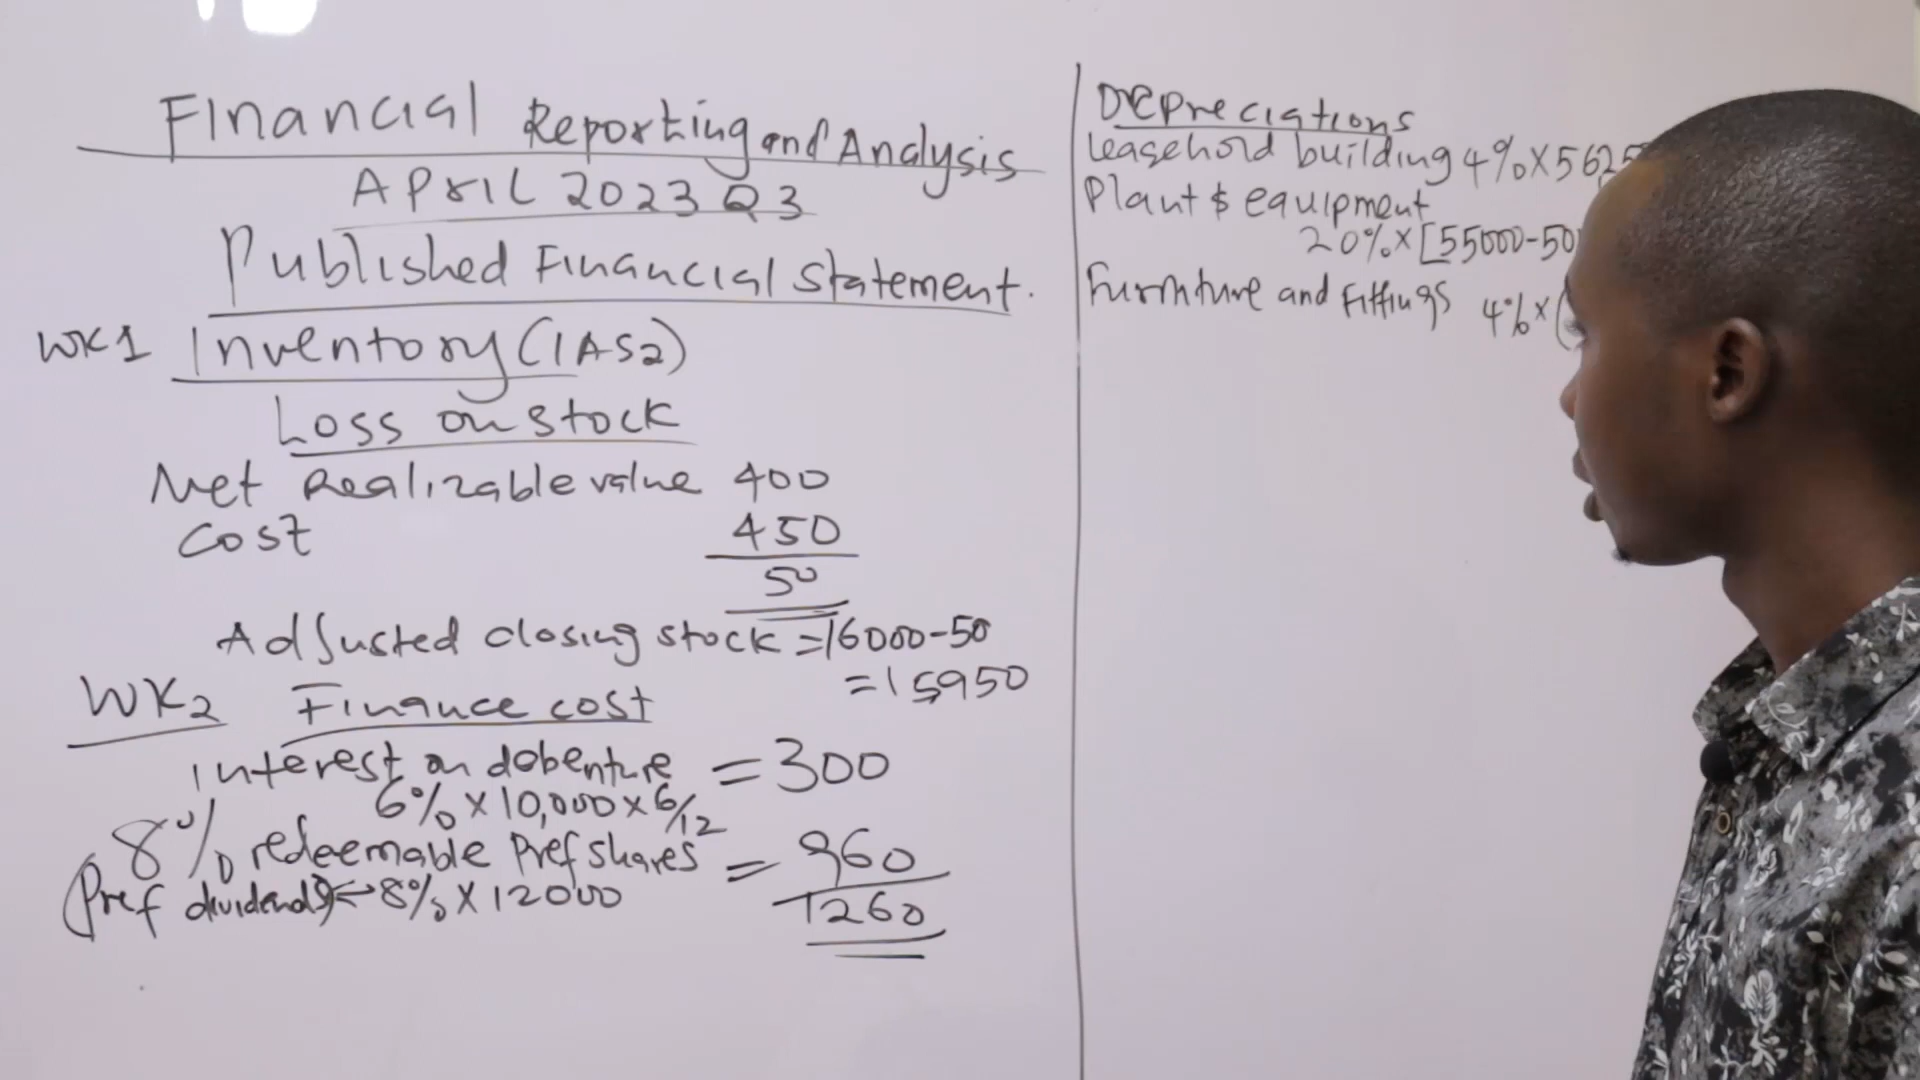 Financial Reporting and Analysis
APRIL 2023 Q3
Published Financial Statement.
WK1 Inventory (IAS2)
Loss on stock
Net Realizable value 400
Cost 450
50
Adjusted closing stock = 16000-50
= 15950
WK2 Finance cost
Interest on debenture = 300
6% X 10,000 X 6/12
8% redeemable Pref shares = 960
(Pref dividend) 8% X 12000 1260
Depreciations
Leasehold building 4% X 562
Plant $ equipment
20% X [55000-50
Furniture and Fittings 4% X (